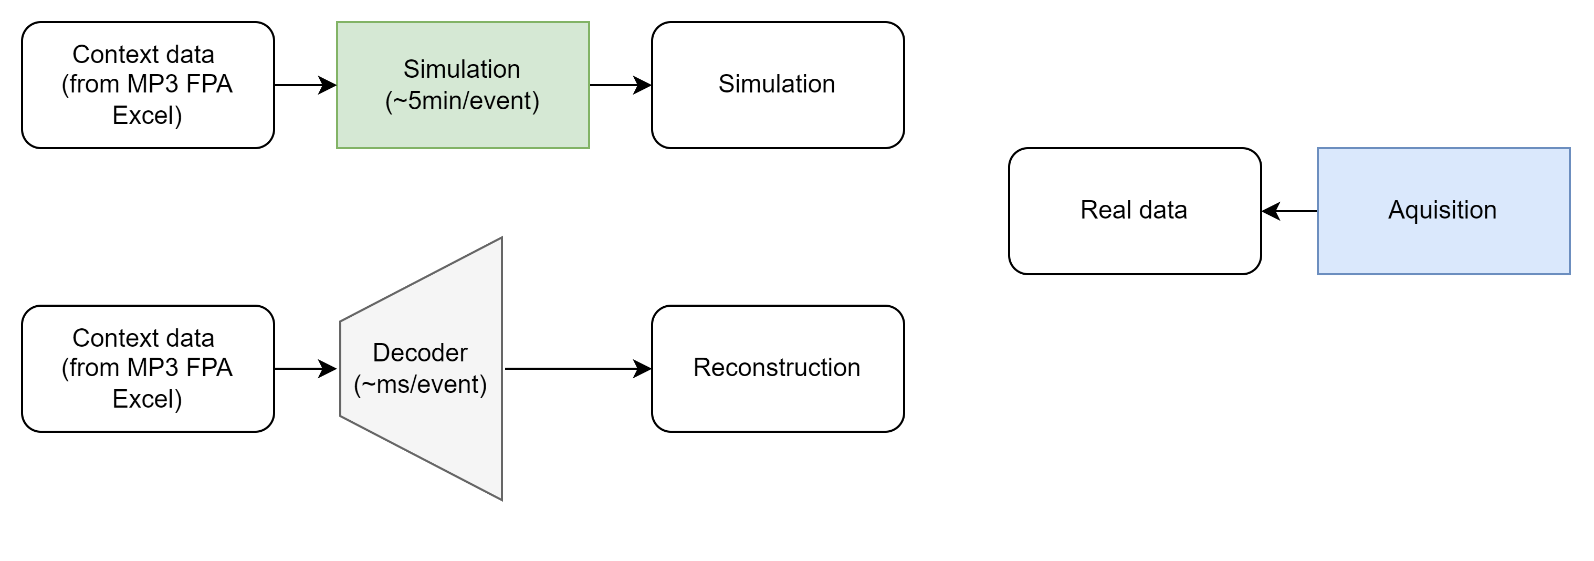 Context data
(from MP3 FPA
Excel)
Simulation
(~5min/event)
Simulation
Real data
Aquisition
Context data
(from MP3 FPA
Excel)
Decoder
(~ms/event)
Reconstruction